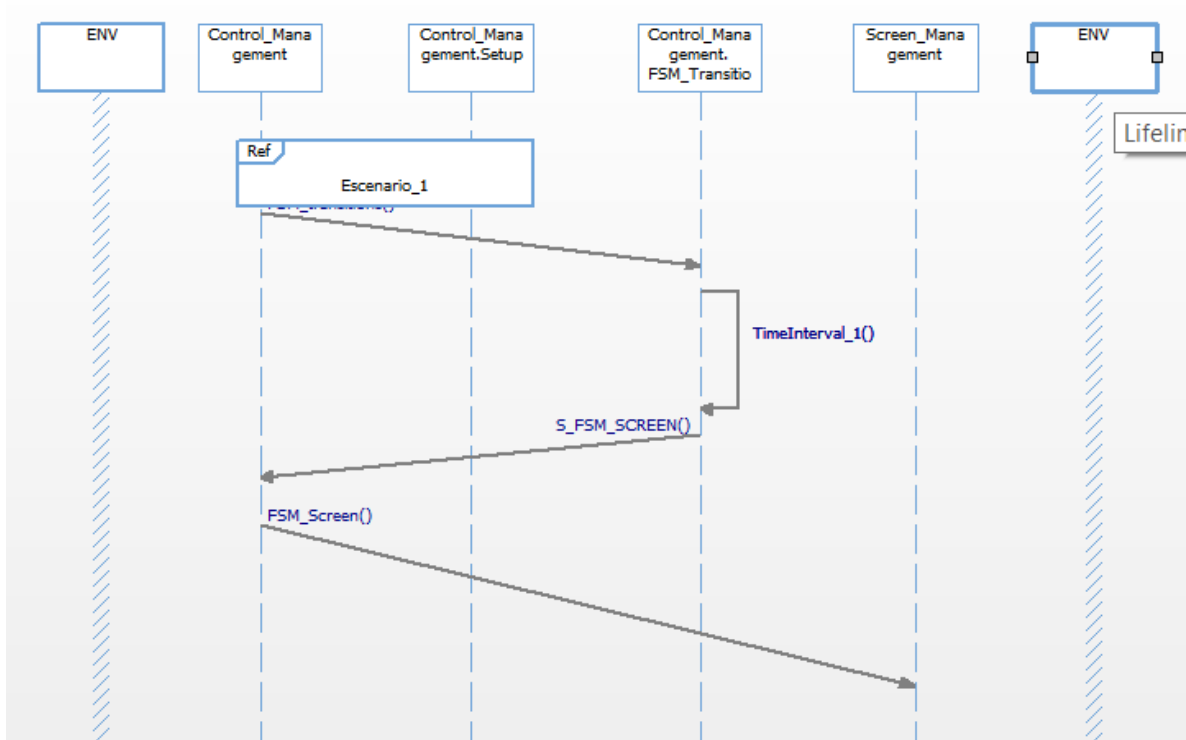 ENV
Control_Mana
gement
Control_Mana
gement.Setup
Control_Mana
gement.
FSM_Transitio
Screen_Mana
gement
ENV
Lifelin
Ref
Escenario_1
TimeInterval_1()
S_FSM_SCREEN()
FSM_Screen()